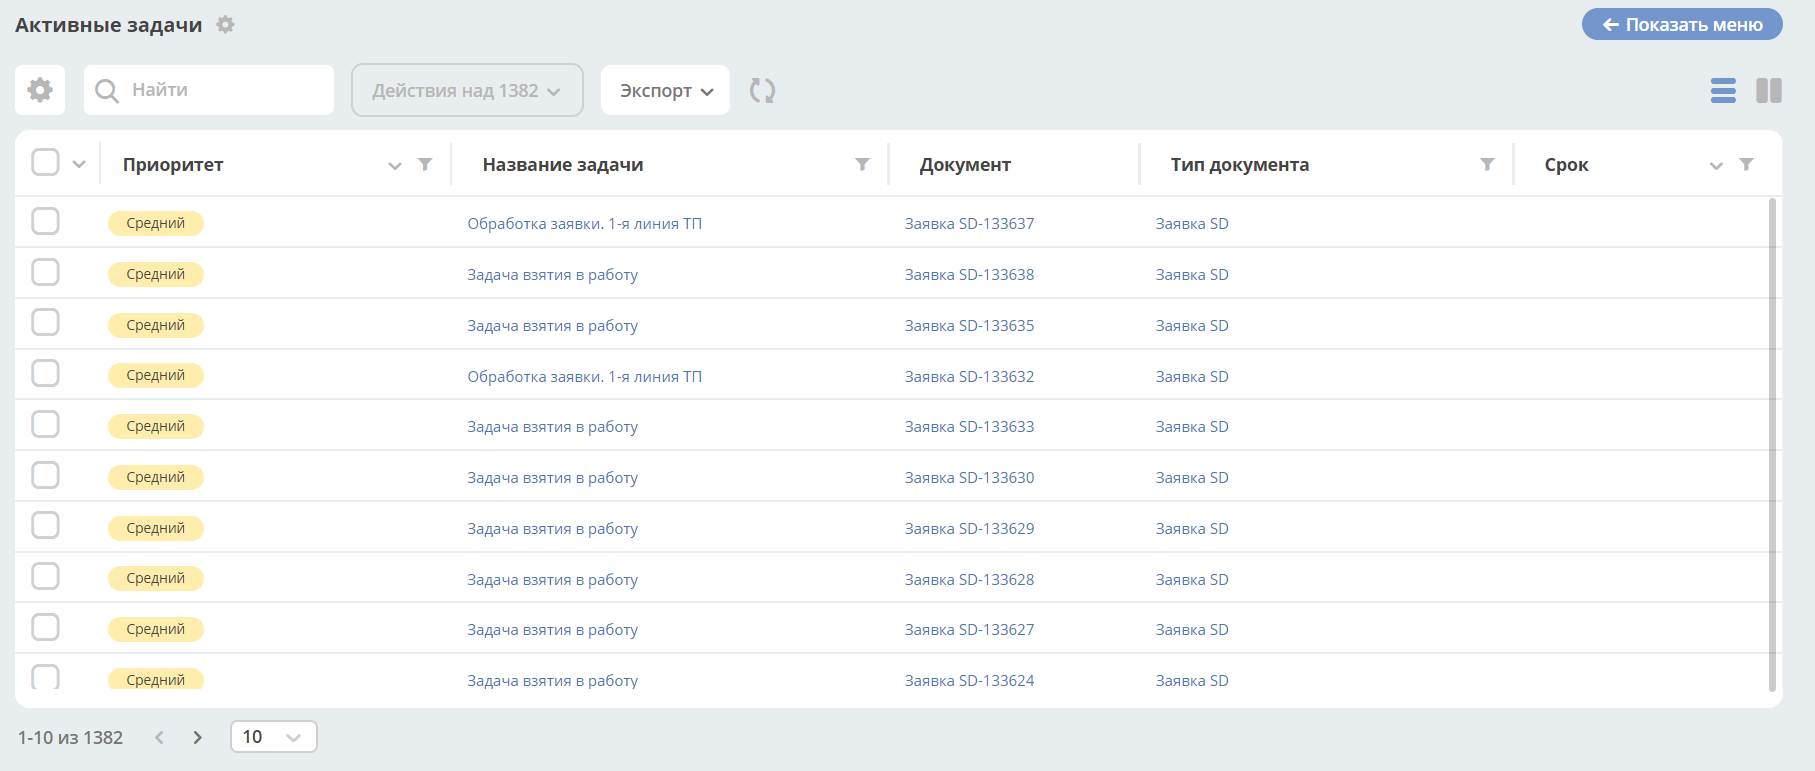 Активные задачи
Показать меню
Найти
Действия над 1382
Экспорт
Приоритет Название задачи Документ Тип документа Срок
Средний Обработка заявки. 1-я линия ТП Заявка SD-133637 Заявка SD
Средний Задача взятия в работу Заявка SD-133638 Заявка SD
Средний Задача взятия в работу Заявка SD-133635 Заявка SD
Средний Обработка заявки. 1-я линия ТП Заявка SD-133632 Заявка SD
Средний Задача взятия в работу Заявка SD-133633 Заявка SD
Средний Задача взятия в работу Заявка SD-133630 Заявка SD
Средний Задача взятия в работу Заявка SD-133629 Заявка SD
Средний Задача взятия в работу Заявка SD-133628 Заявка SD
Средний Задача взятия в работу Заявка SD-133627 Заявка SD
Средний Задача взятия в работу Заявка SD-133624 Заявка SD
1-10 из 1382
10